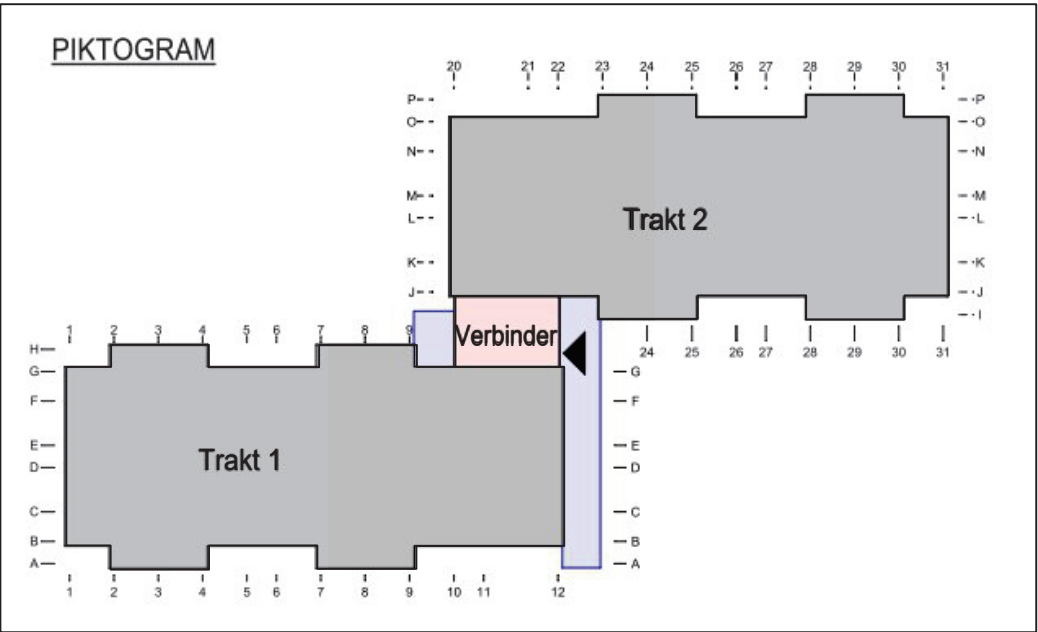 PIKTOGRAM
20 21 22 23 24 25 26 27 28 29 30 31
P P
O O
N N
M M
L L
K K
J J
I
Trakt 2
Verbinder
1 2 3 4 5 6 7 8 9
24 25 26 27 28 29 30 31
H
G G
F F
E E
D D
C C
B B
A A
Trakt 1
1 2 3 4 5 6 7 8 9 10 11 12